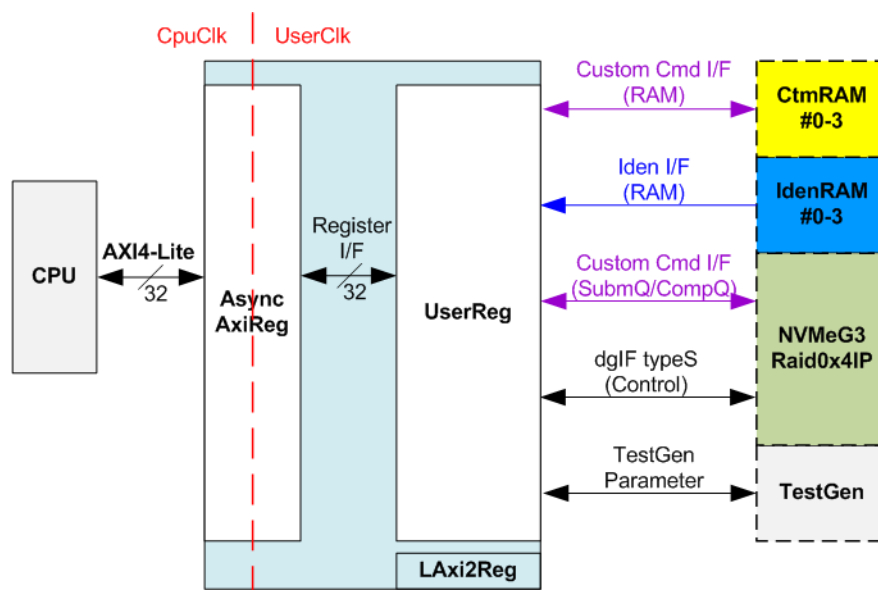 CpuClk UserClk
CPU
AXI4-Lite
32
Async
AxiReg
Register
I/F
32
UserReg
LAxi2Reg
Custom Cmd I/F
(RAM)
Iden I/F
(RAM)
Custom Cmd I/F
(SubmQ/CompQ)
dgIF typeS
(Control)
TestGen
Parameter
CtmRAM
#0-3
IdenRAM
#0-3
NVMeG3
Raid0x4IP
TestGen